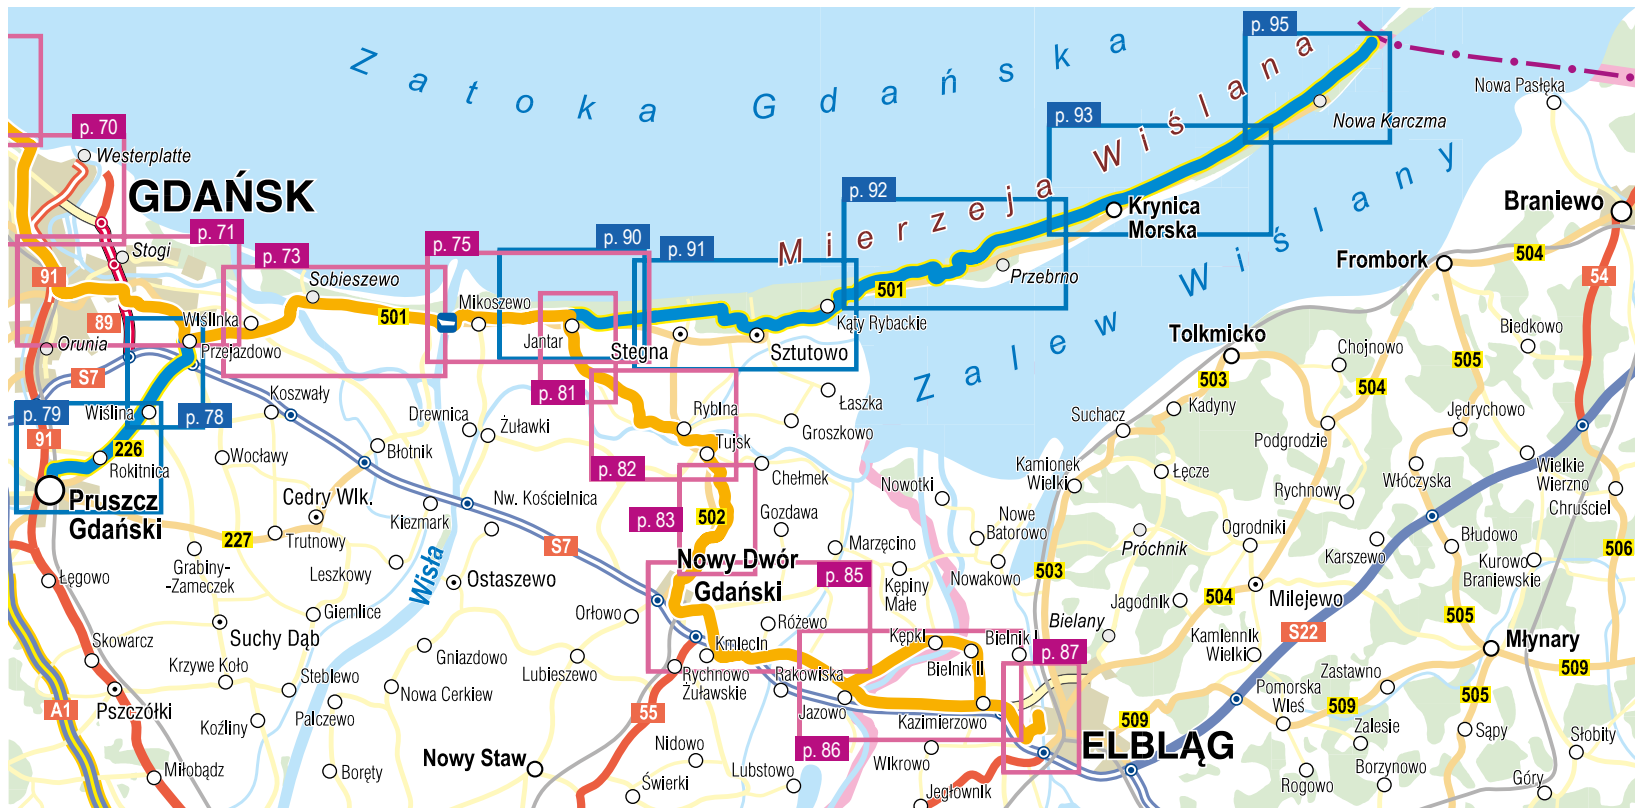 Zatoka Gdańska
Mierzeja Wiślana
Zalew Wiślany
p. 95
Nowa Pasłęka
p. 93
Nowa Karczma
p. 70
Westerplatte
GDAŃSK
p. 92
Krynica
Morska
Braniewo
p. 71
Stogi
p. 73
p. 75
p. 90
p. 91
Sobieszewo
Frombork
504
54
91
89
Wiślinka
501
Mikoszewo
Przebrno
501
Kąty Rybackie
Orunia
Przejazdowo
Jantar
Stegna
Sztutowo
Tolkmicko
Biedkowo
Chojnowo
505
S7
503
504
p. 79
Wiślina
p. 78
Koszwały
p. 81
Łaszka
Kadyny
91
226
Drewnica
Żuławki
Rybina
Groszkowo
Suchacz
Jędrychowo
Podgrodzie
Rokitnica
Wocławy
Błotnik
Tujsk
p. 82
Chełmek
Kamionek
Wielki
Łęcze
Włóczyska
Wielkie
Wierzno
Pruszcz
Gdański
Cedry Wlk.
Kiezmark
Nw. Kościelnica
Nowotki
Rychnowy
Chruściel
227
Trutnowy
p. 83
502
Gozdawa
Nowe
Batorowo
Ogrodniki
Próchnik
Błudowo
506
Grabiny-
-Zameczek
Leszkowy
Wisła
S7
Marzęcino
Karszewo
Kurowo
Braniewskie
Łęgowo
Ostaszewo
Nowy Dwór
Gdański
p. 85
Kępiny
Małe
Nowakowo
503
504
Milejewo
Giemlice
Orłowo
Jagodnik
505
Suchy Dąb
Różewo
Bielany
Skowarcz
Kmiecin
Kępki
Bielnik I
p. 87
Kamiennik
Wielki
S22
Młynary
Krzywe Koło
Gniazdowo
Lubieszewo
Bielnik II
509
Steblewo
Rychnowo
Żuławskie
Rakowiska
Zastawno
Nowa Cerkiew
Pomorska
Wieś
505
A1
Pszczółki
Palczewo
55
Jazowo
Kazimierzowo
509
509
Koźliny
p. 86
ELBLĄG
Zalesie
Sąpy
Słobity
Nowy Staw
Nidowo
Wikrowo
Miłobądz
Boręty
Świerki
Lubstowo
Jegłownik
Rogowo
Borzynowo
Góry